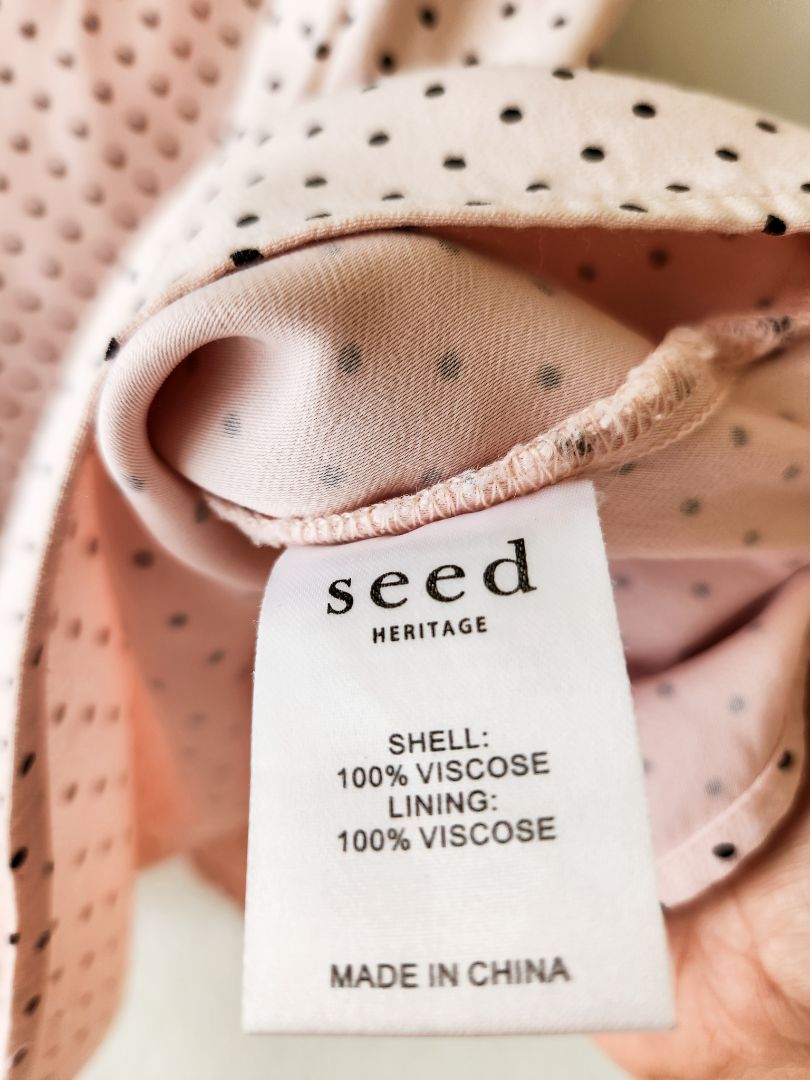 seed
HERITAGE
SHELL:
100% VISCOSE
LINING:
100% VISCOSE
MADE IN CHINA